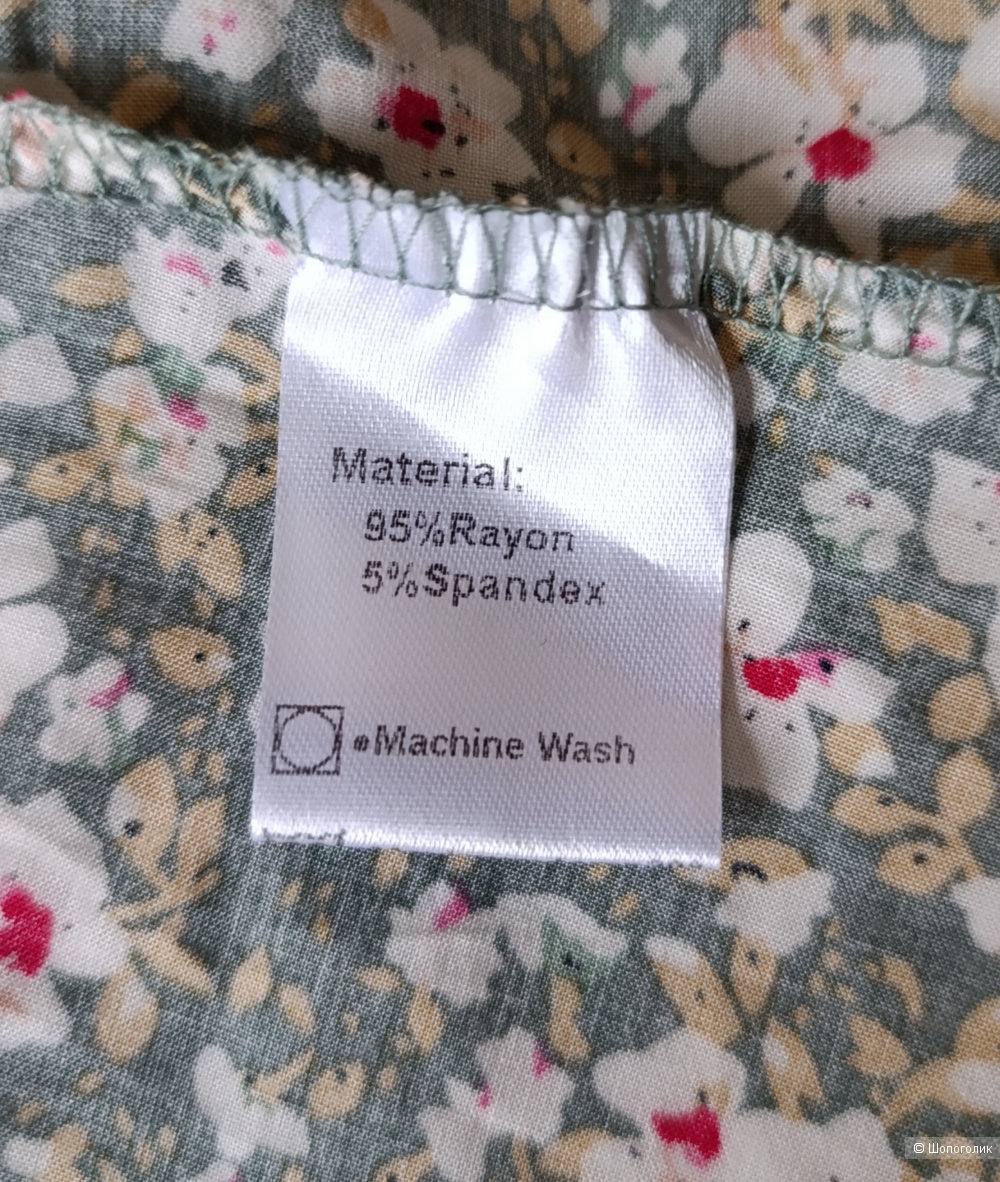 Material:
95%Rayon
5%Spandex
•Machine Wash
© Шопоголик